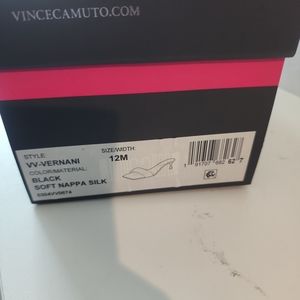 VINCECAMUTO.COM
STYLE:
VV-VERNANI
SIZE/WIDTH:
12M
COLOR/MATERIAL:
BLACK
SOFT NAPPA SILK